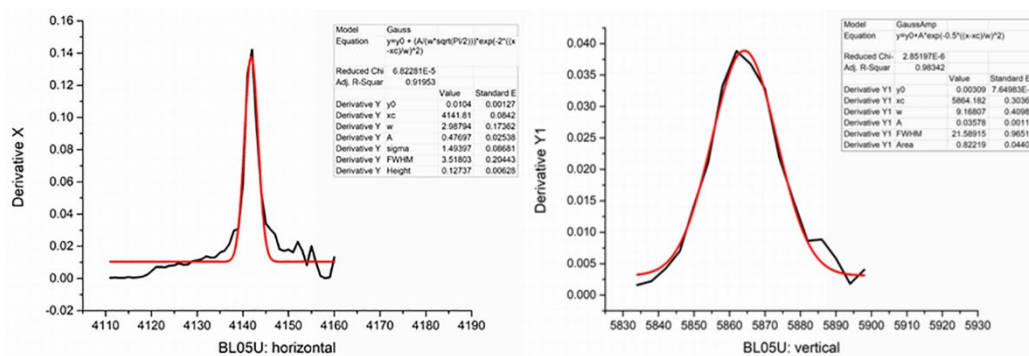 Derivative X
0.16
0.14
0.12
0.10
0.08
0.06
0.04
0.02
0.00
-0.02
4110 4120 4130 4140 4150 4160 4170 4180 4190
BL05U: horizontal
Model Gauss
Equation y=y0 + (A/(w*sqrt(PI/2)))*exp(-2*((x
-xc)/w)^2)
Reduced Chi 6.82281E-5
Adj. R-Squar 0.91953
Value Standard E
Derivative Y y0 0.0104 0.00127
Derivative Y xc 4141.81 0.0842
Derivative Y w 2.98794 0.17362
Derivative Y A 0.47697 0.02538
Derivative Y sigma 1.49397 0.08681
Derivative Y FWHM 3.51803 0.20443
Derivative Y Height 0.12737 0.00628
Derivative Y1
0.040
0.035
0.030
0.025
0.020
0.015
0.010
0.005
0.000
5830 5840 5850 5860 5870 5880 5890 5900 5910 5920 5930
BL05U: vertical
Model GaussAmp
Equation y=y0+A*exp(-0.5*((x-xc)/w)^2)
Reduced Chi- 2.85197E-6
Adj. R-Squar 0.98342
Value Standard E
Derivative Y1 y0 0.00309 7.64983E-
Derivative Y1 xc 5864.182 0.3036
Derivative Y1 w 9.16807 0.4098
Derivative Y1 A 0.03578 0.0011
Derivative Y1 FWHM 21.58915 0.9651
Derivative Y1 Area 0.82219 0.0440